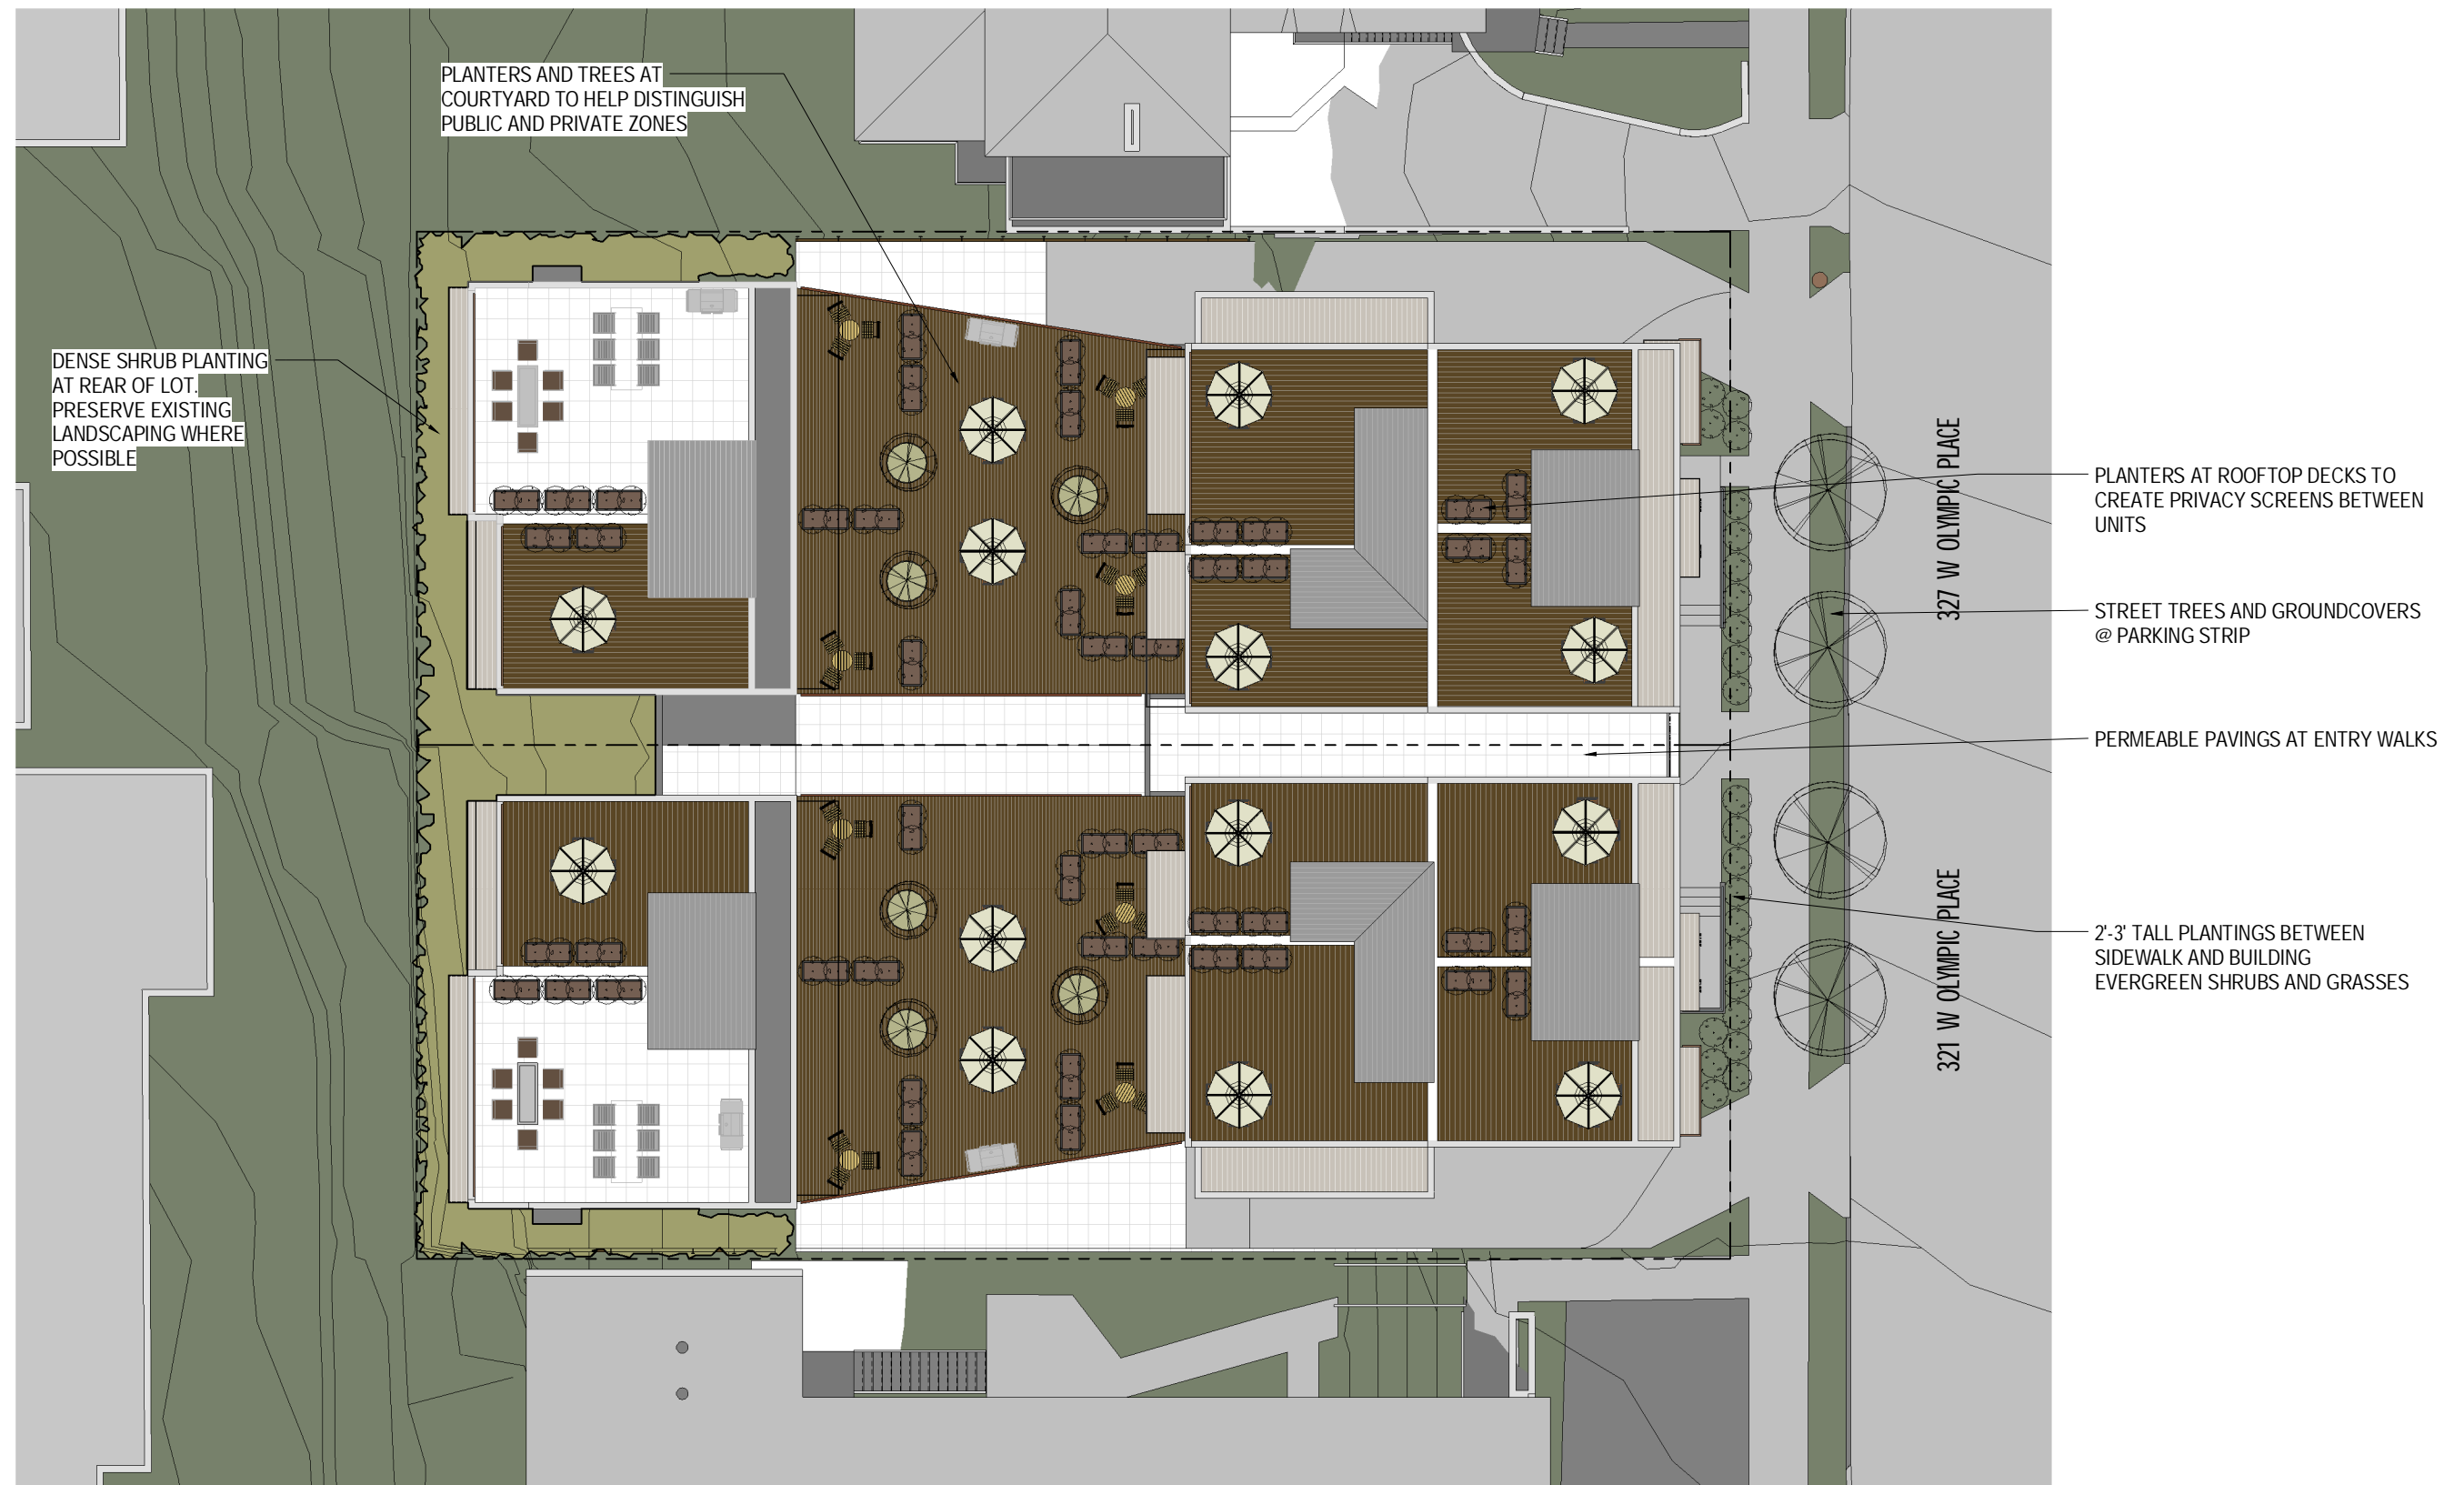 PLANTERS AND TREES AT
COURTYARD TO HELP DISTINGUISH
PUBLIC AND PRIVATE ZONES
DENSE SHRUB PLANTING
AT REAR OF LOT.
PRESERVE EXISTING
LANDSCAPING WHERE
POSSIBLE
327 W OLYMPIC PLACE
PLANTERS AT ROOFTOP DECKS TO
CREATE PRIVACY SCREENS BETWEEN
UNITS
STREET TREES AND GROUNDCOVERS
@ PARKING STRIP
PERMEABLE PAVINGS AT ENTRY WALKS
321 W OLYMPIC PLACE
2'-3' TALL PLANTINGS BETWEEN
SIDEWALK AND BUILDING
EVERGREEN SHRUBS AND GRASSES